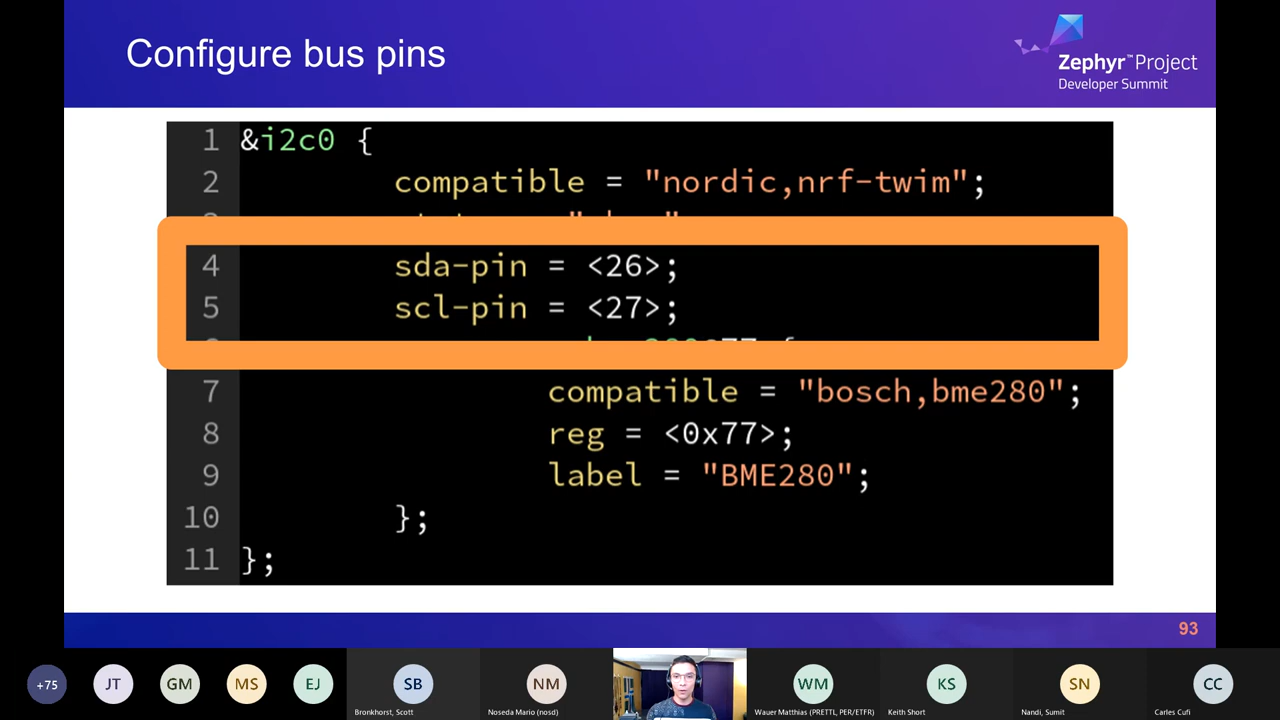 Configure bus pins
Zephyr™Project
Developer Summit
1 &i2c0 {
2 compatible = "nordic,nrf-twim";
4 sda-pin = <26>;
5 scl-pin = <27>;
7 compatible = "bosch,bme280";
8 reg = <0x77>;
9 label = "BME280";
10 };
11 };
93
+75
JT
GM
MS
EJ
SB
Bronkhorst, Scott
NM
Noseda Mario (nosd)
WM
Wauer Matthias (PRETTL, PER/ETFR)
KS
Keith Short
SN
Nandi, Sumit
CC
Carles Cufi